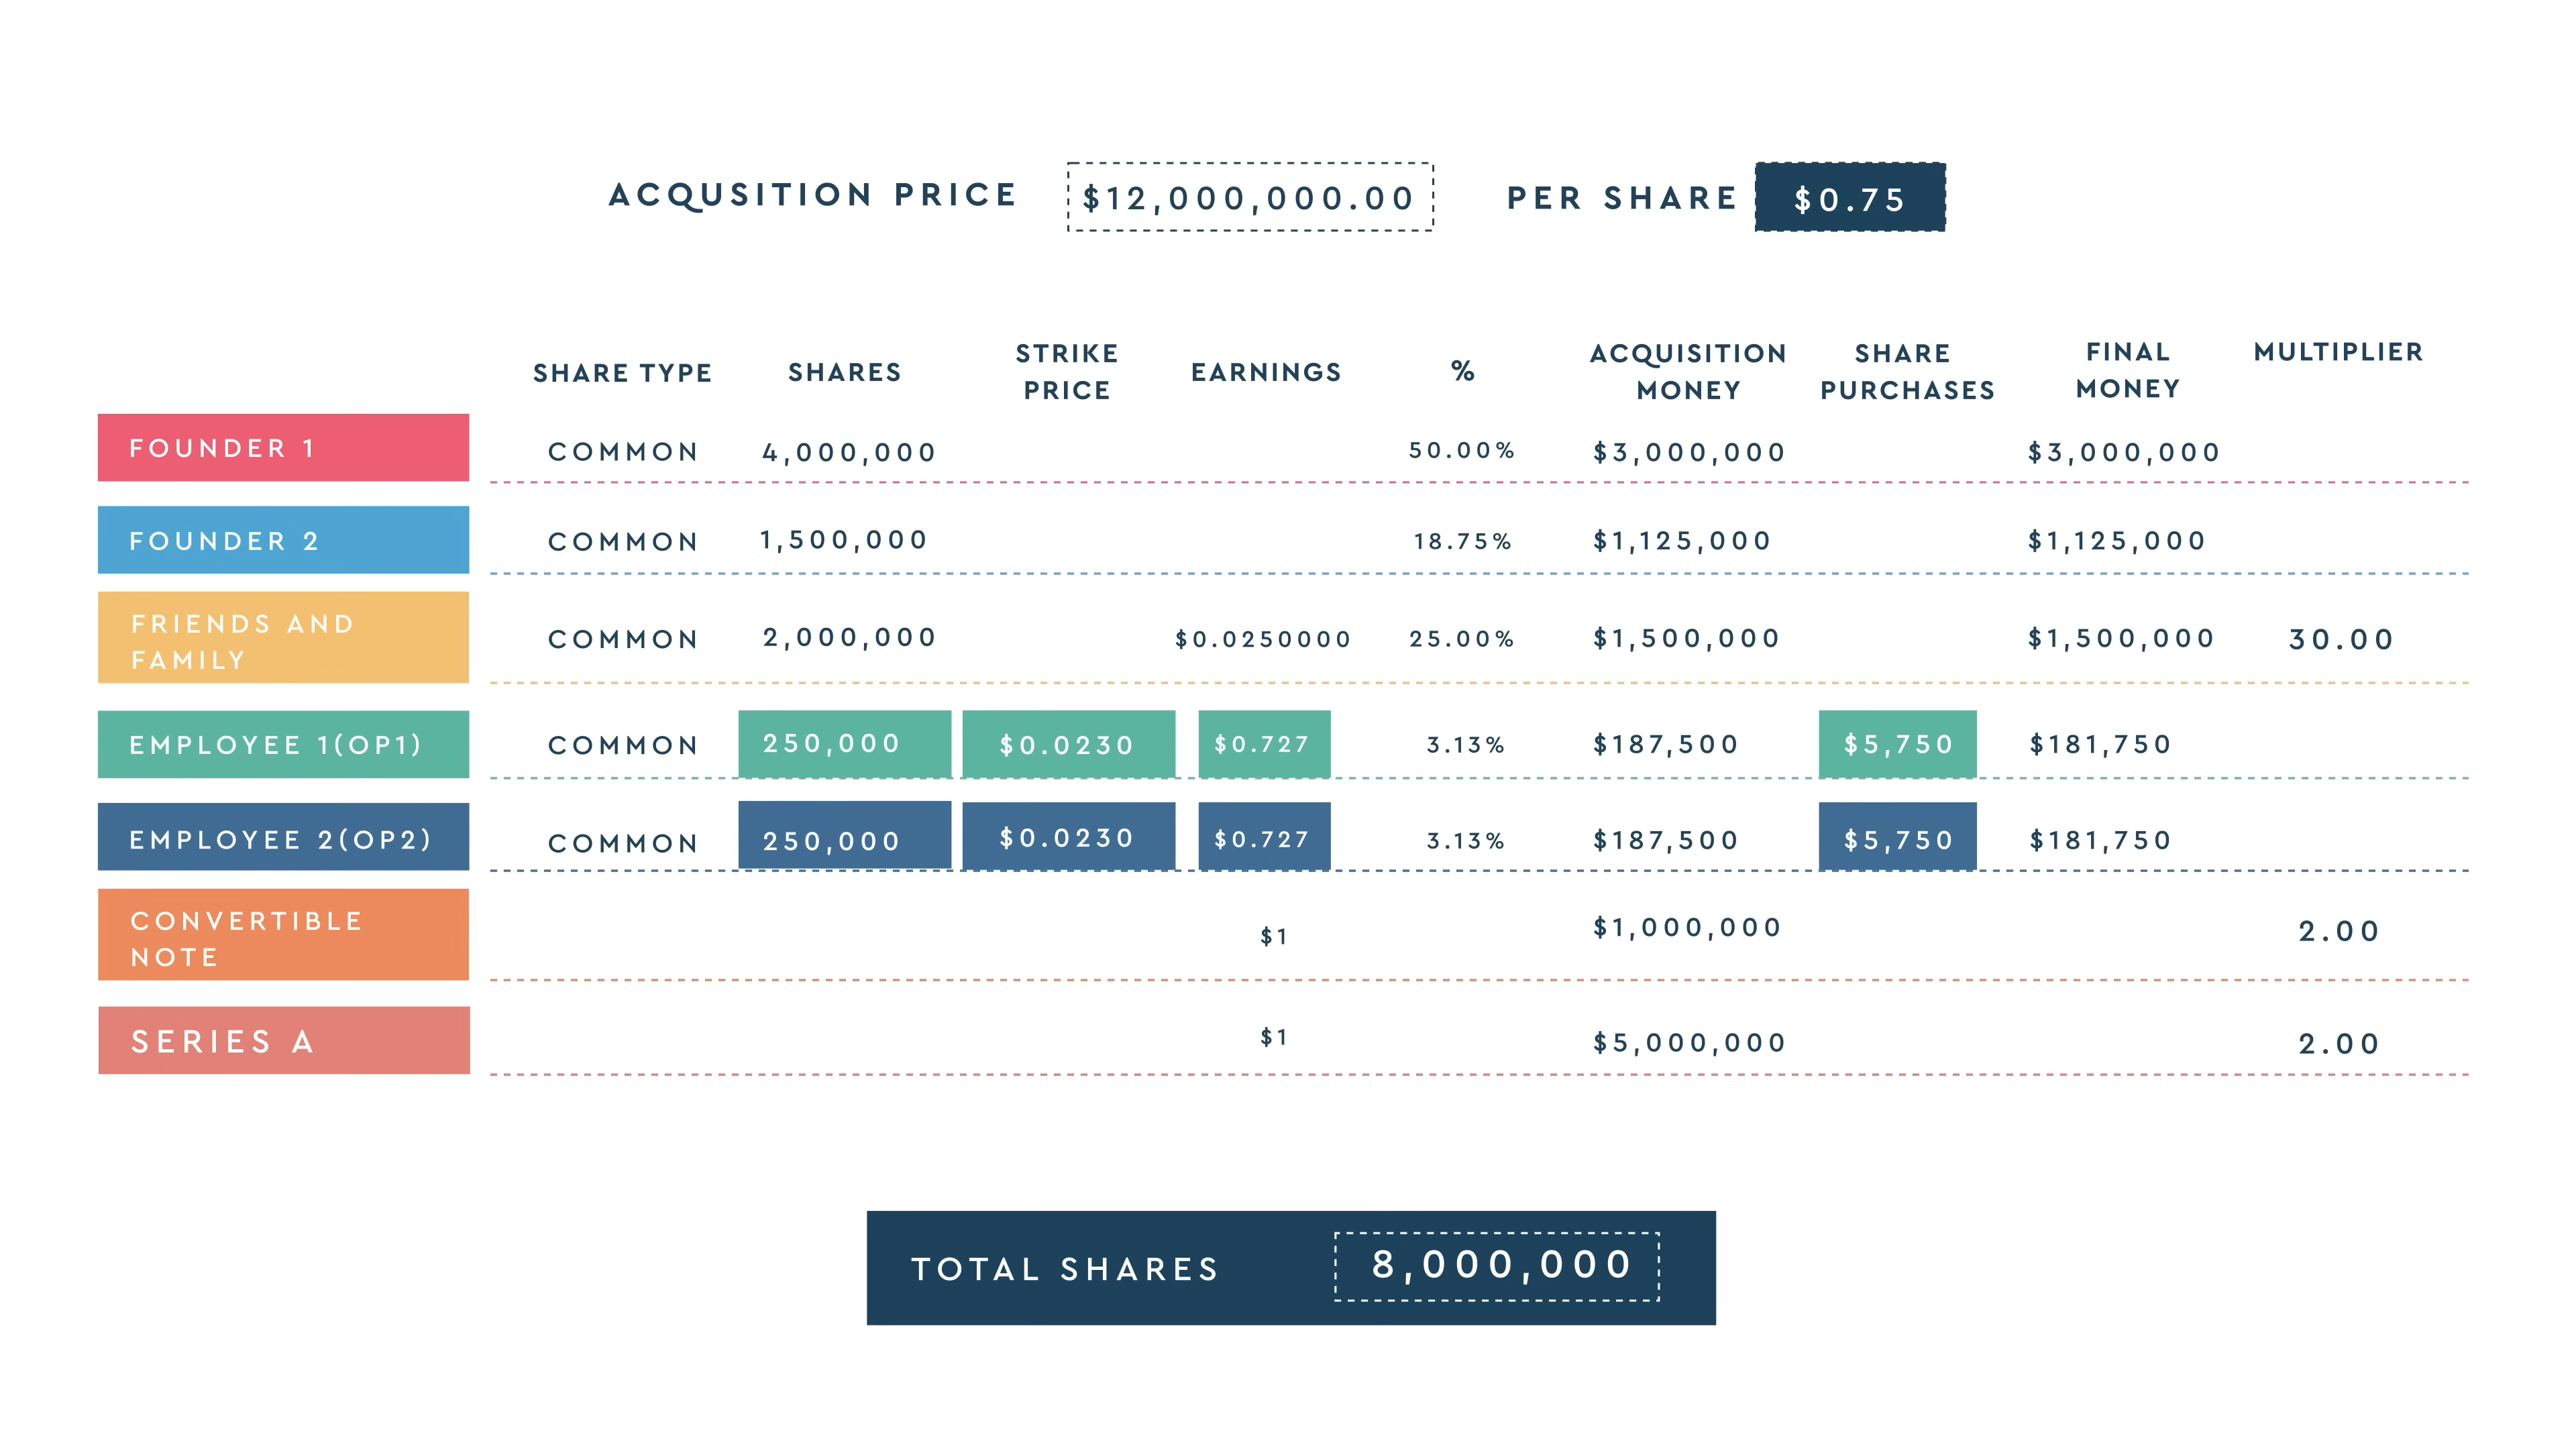 ACQUSITION PRICE $12,000,000.00 PER SHARE $0.75
SHARE TYPE SHARES STRIKE PRICE EARNINGS % ACQUISITION MONEY SHARE PURCHASES FINAL MONEY MULTIPLIER
FOUNDER 1 COMMON 4,000,000 50.00% $3,000,000 $3,000,000
FOUNDER 2 COMMON 1,500,000 18.75% $1,125,000 $1,125,000
FRIENDS AND FAMILY COMMON 2,000,000 $0.0250000 25.00% $1,500,000 $1,500,000 30.00
EMPLOYEE 1(OP1) COMMON 250,000 $0.0230 $0.727 3.13% $187,500 $5,750 $181,750
EMPLOYEE 2(OP2) COMMON 250,000 $0.0230 $0.727 3.13% $187,500 $5,750 $181,750
CONVERTIBLE NOTE $1 $1,000,000 2.00
SERIES A $1 $5,000,000 2.00
TOTAL SHARES 8,000,000